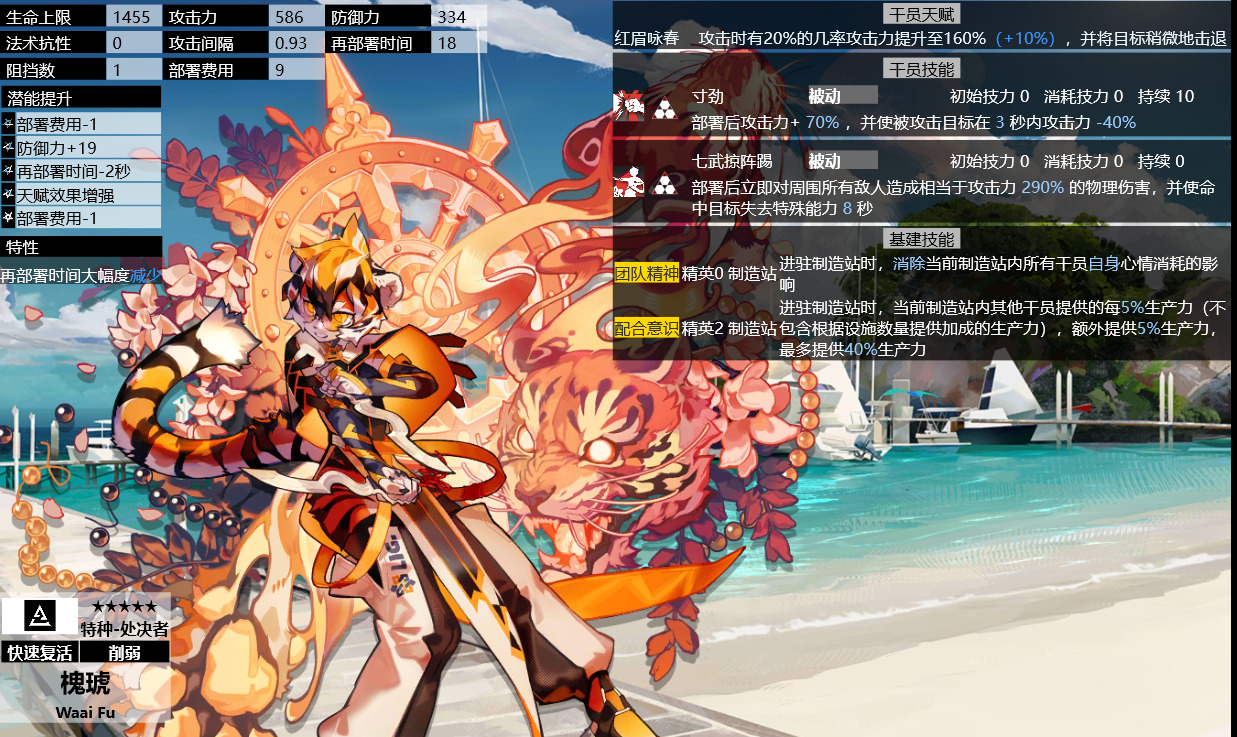 生命上限 1455 攻击力 586 防御力 334
法术抗性 0 攻击间隔 0.93 再部署时间 18
阻挡数 1 部署费用 9
潜能提升
部署费用-1
防御力+19
再部署时间-2秒
天赋效果增强
部署费用-1
特性
再部署时间大幅度减少
干员天赋
红眉咏春 攻击时有20%的几率攻击力提升至160%（+10%），并将目标稍微地击退
干员技能
寸劲 被动 初始技力 0 消耗技力 0 持续 10
部署后攻击力+ 70% ，并使被攻击目标在 3 秒内攻击力 -40%
七武掠阵踢 被动 初始技力 0 消耗技力 0 持续 0
部署后立即对周围所有敌人造成相当于攻击力 290% 的物理伤害，并使命
中目标失去特殊能力 8 秒
基建技能
团队精神 精英0 制造站 进驻制造站时，消除当前制造站内所有干员自身心情消耗的影
响
配合意识 精英2 制造站 进驻制造站时，当前制造站内其他干员提供的每5%生产力（不
包含根据设施数量提供加成的生产力），额外提供5%生产力，
最多提供40%生产力
★★★★★
特种-处决者
快速复活 削弱
槐琥
Waai Fu